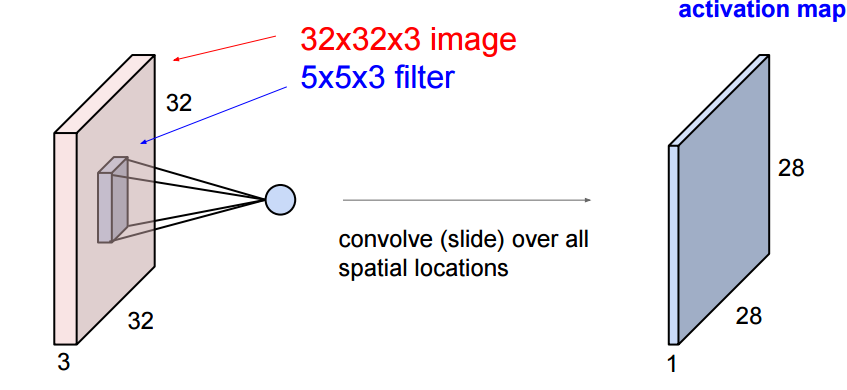 activation map
32x32x3 image
5x5x3 filter
32
28
convolve (slide) over all
spatial locations
32
28
3
1